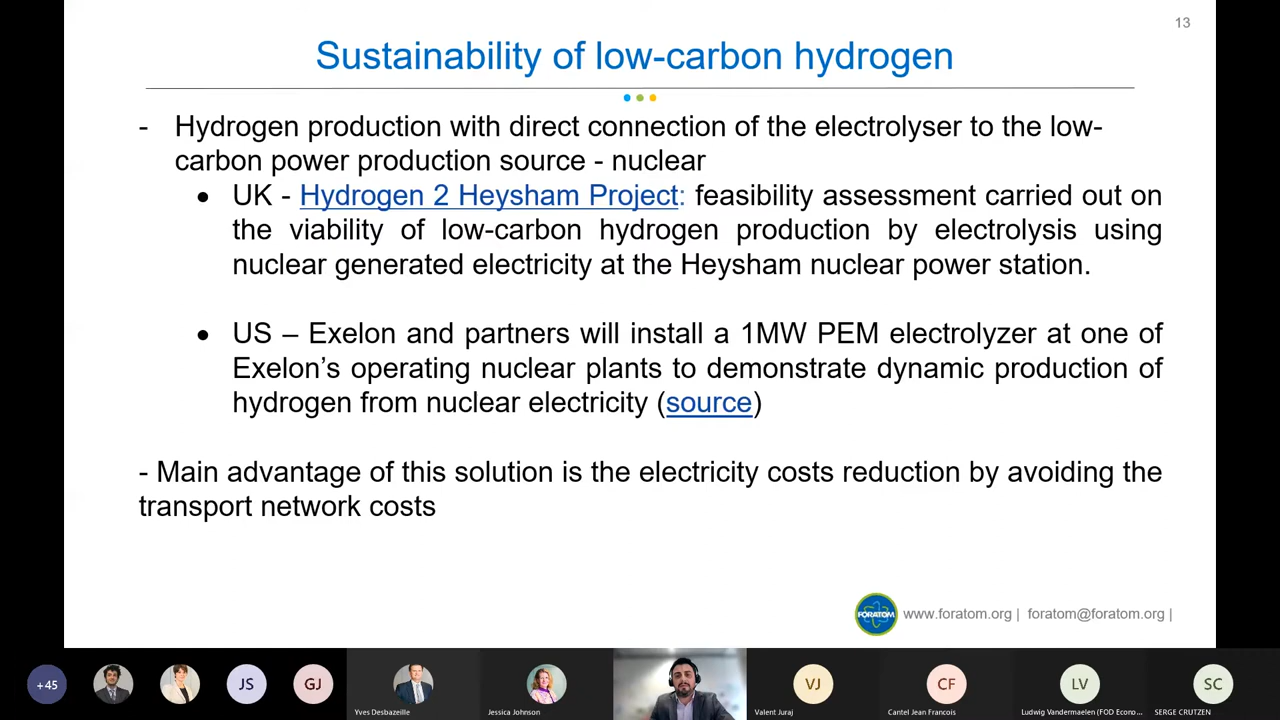 13
Sustainability of low-carbon hydrogen
- Hydrogen production with direct connection of the electrolyser to the low-
carbon power production source - nuclear
• UK - Hydrogen 2 Heysham Project: feasibility assessment carried out on
the viability of low-carbon hydrogen production by electrolysis using
nuclear generated electricity at the Heysham nuclear power station.
• US – Exelon and partners will install a 1MW PEM electrolyzer at one of
Exelon’s operating nuclear plants to demonstrate dynamic production of
hydrogen from nuclear electricity (source)
- Main advantage of this solution is the electricity costs reduction by avoiding the
transport network costs
FORATOM www.foratom.org | foratom@foratom.org |
+45 JS GJ VJ CF LV SC
Yves Desbazeille Jessica Johnson Valent Juraj Cantel Jean Francois Ludwig Vandermaelen (FOD Econo... SERGE CRUTZEN